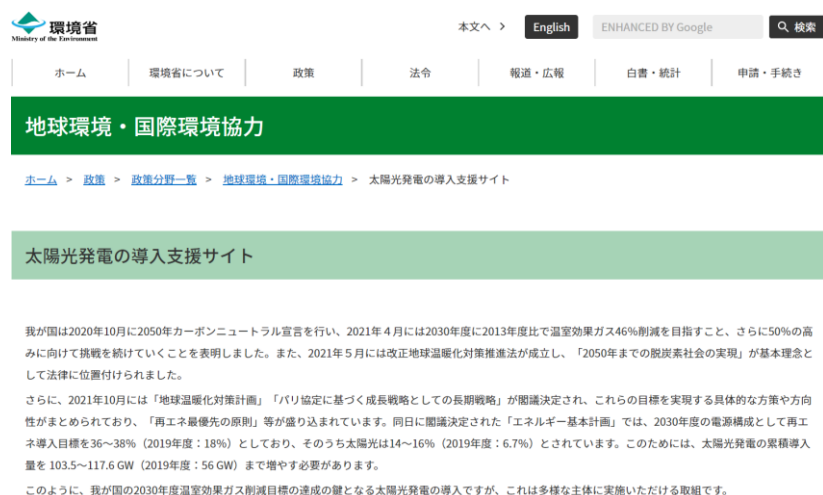 環境省
Ministry of the Environment
本文へ >
English
ENHANCED BY Google
検索
ホーム
環境省について
政策
法令
報道・広報
白書・統計
申請・手続き
地球環境・国際環境協力
ホーム > 政策 > 政策分野一覧 > 地球環境・国際環境協力 > 太陽光発電の導入支援サイト
太陽光発電の導入支援サイト
我が国は2020年10月に2050年カーボンニュートラル宣言を行い、2021年4月には2030年度に2013年度比で温室効果ガス46%削減を目指すこと、さらに50%の高
みに向けて挑戦を続けていくことを表明しました。また、2021年5月には改正地球温暖化対策推進法が成立し、「2050年までの脱炭素社会の実現」が基本理念と
して法律に位置付けられました。
さらに、2021年10月には「地球温暖化対策計画」「パリ協定に基づく成長戦略としての長期戦略」が閣議決定され、これらの目標を実現する具体的な方策や方向
性がまとめられており、「再エネ最優先の原則」等が盛り込まれています。同日に閣議決定された「エネルギー基本計画」では、2030年度の電源構成として再エ
ネ導入目標を36〜38%（2019年度：18%）としており、そのうち太陽光は14〜16%（2019年度：6.7%）とされています。このためには、太陽光発電の累積導入
量を 103.5〜117.6 GW（2019年度：56 GW）まで増やす必要があります。
このように、我が国の2030年度温室効果ガス削減目標の達成の鍵となる太陽光発電の導入ですが、これは多様な主体に実施いただける取組です。